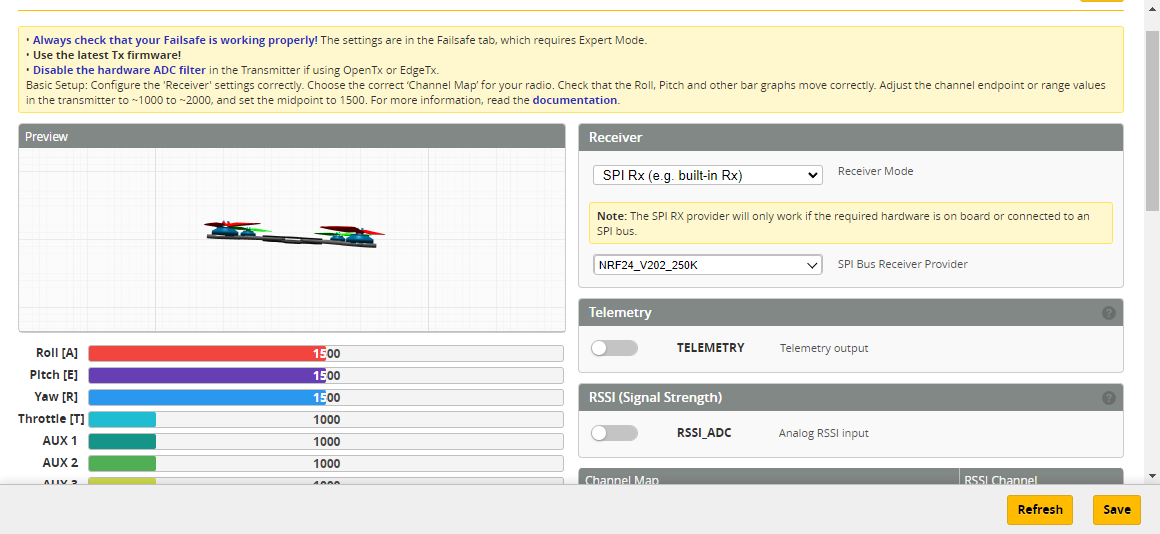 • Always check that your Failsafe is working properly! The settings are in the Failsafe tab, which requires Expert Mode.
• Use the latest Tx firmware!
• Disable the hardware ADC filter in the Transmitter if using OpenTx or EdgeTx.
Basic Setup: Configure the 'Receiver' settings correctly. Choose the correct 'Channel Map' for your radio. Check that the Roll, Pitch and other bar graphs move correctly. Adjust the channel endpoint or range values
in the transmitter to ~1000 to ~2000, and set the midpoint to 1500. For more information, read the documentation.
Preview
Roll [A] 1500
Pitch [E] 1500
Yaw [R] 1500
Throttle [T] 1000
AUX 1 1000
AUX 2 1000
AUX 3 1000
Receiver
SPI Rx (e.g. built-in Rx) Receiver Mode
Note: The SPI RX provider will only work if the required hardware is on board or connected to an
SPI bus.
NRF24_V202_250K SPI Bus Receiver Provider
Telemetry ?
TELEMETRY Telemetry output
RSSI (Signal Strength) ?
RSSI_ADC Analog RSSI input
Channel Map RSSI Channel
Refresh Save